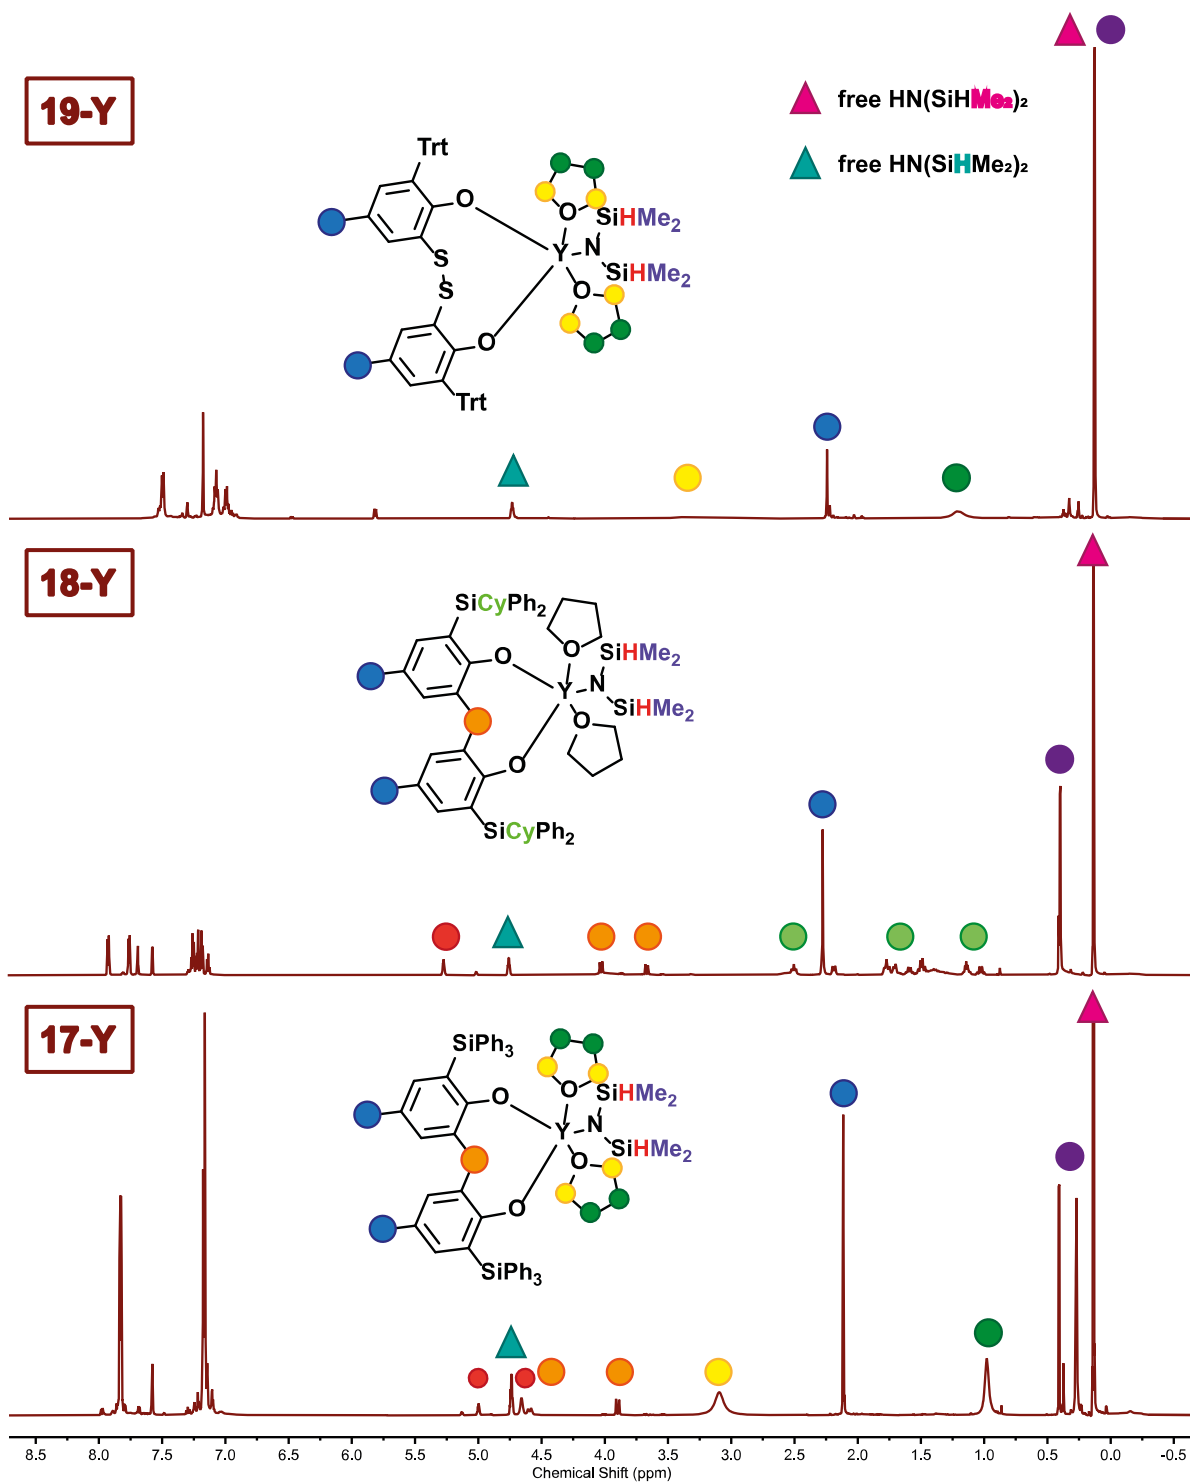 19-Y
free HN(SiHMe₂)₂
free HN(SiHMe₂)₂
Trt
O
O
SiHMe₂
S
Y
N
S
SiHMe₂
O
O
Trt
18-Y
SiCyPh₂
O
O
SiHMe₂
Y
N
SiHMe₂
O
O
SiCyPh₂
17-Y
SiPh₃
O
O
SiHMe₂
Y
N
SiHMe₂
O
O
SiPh₃
8.5 8.0 7.5 7.0 6.5 6.0 5.5 5.0 4.5 4.0 3.5 3.0 2.5 2.0 1.5 1.0 0.5 0.0 -0.5
Chemical Shift (ppm)